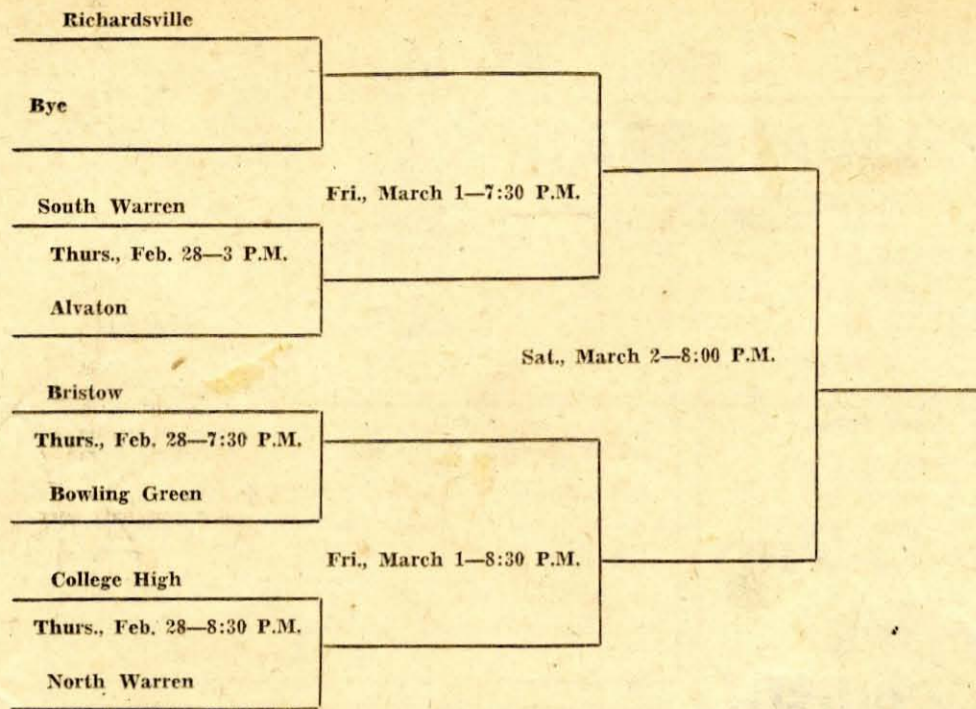 Richardsville
Bye
Fri., March 1—7:30 P.M.
South Warren
Thurs., Feb. 28—3 P.M.
Alvaton
Sat., March 2—8:00 P.M.
Bristow
Thurs., Feb. 28—7:30 P.M.
Bowling Green
Fri., March 1—8:30 P.M.
College High
Thurs., Feb. 28—8:30 P.M.
North Warren